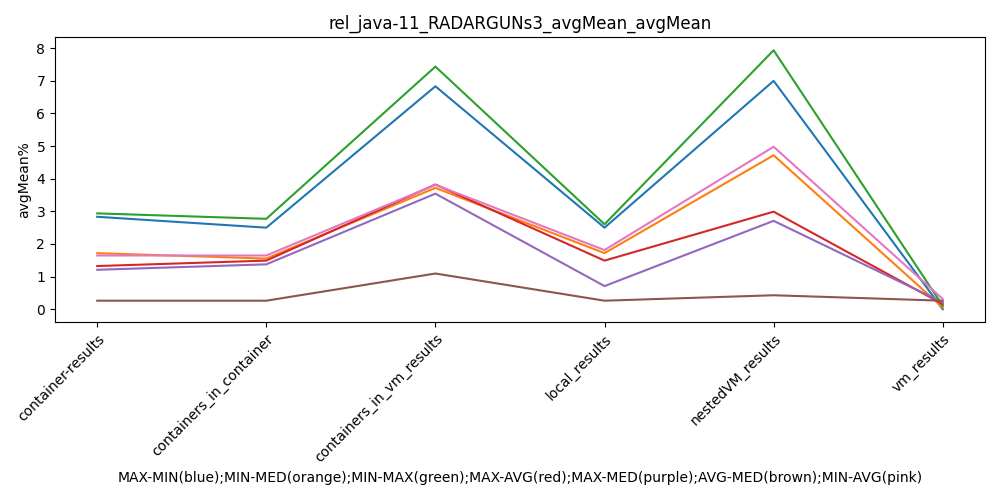 rel_java-11_RADARGUNs3_avgMean_avgMean
avgMean%
8
7
6
5
4
3
2
1
0
container-results
containers_in_container
containers_in_vm_results
local_results
nestedVM_results
vm_results
MAX-MIN(blue);MIN-MED(orange);MIN-MAX(green);MAX-AVG(red);MAX-MED(purple);AVG-MED(brown);MIN-AVG(pink)